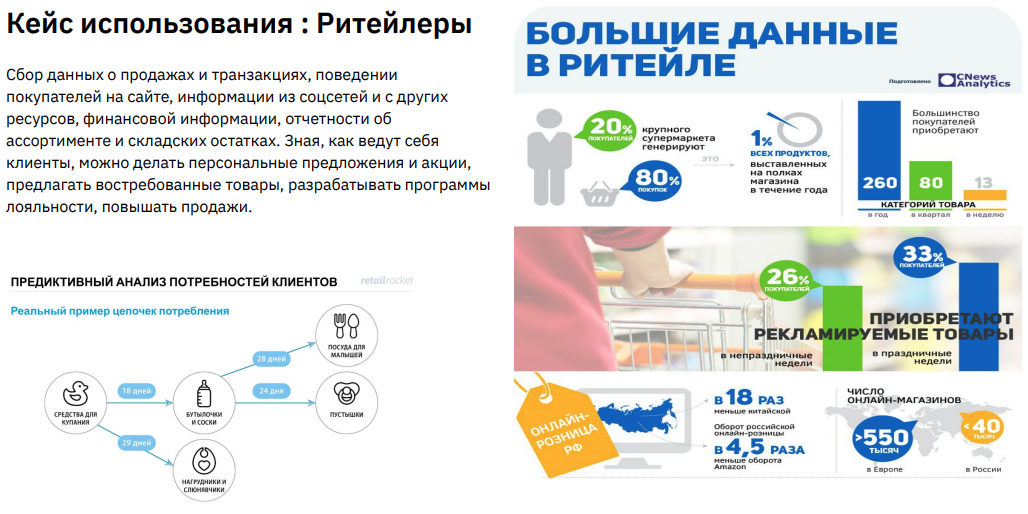 Кейс использования : Ритейлеры
Сбор данных о продажах и транзакциях, поведении
покупателей на сайте, информации из соцсетей и с других
ресурсов, финансовой информации, отчетности об
ассортименте и складских остатках. Зная, как ведут себя
клиенты, можно делать персональные предложения и акции,
предлагать востребованные товары, разрабатывать программы
лояльности, повышать продажи.
ПРЕДИКТИВНЫЙ АНАЛИЗ ПОТРЕБНОСТЕЙ КЛИЕНТОВ
retailrocket
Реальный пример цепочек потребления
СРЕДСТВА ДЛЯ
КУПАНИЯ
18 дней
БУТЫЛОЧКИ
И СОСКИ
28 дней
ПОСУДА ДЛЯ
МАЛЫШЕЙ
24 дня
ПУСТЫШКИ
29 дней
НАГРУДНИКИ И
СЛЮНЯВЧИКИ
БОЛЬШИЕ ДАННЫЕ
В РИТЕЙЛЕ
Подготовлено
CNews
Analytics
20%
ПОКУПАТЕЛЕЙ
крупного
супермаркета
генерируют
80%
ПОКУПОК
это
1%
ВСЕХ ПРОДУКТОВ,
выставленных
на полках
магазина
в течение года
Большинство
покупателей
приобретают
260
80
13
КАТЕГОРИЙ ТОВАРА
в год
в квартал
в неделю
26%
ПОКУПАТЕЛЕЙ
33%
ПОКУПАТЕЛЕЙ
ПРИОБРЕТАЮТ
РЕКЛАМИРУЕМЫЕ ТОВАРЫ
в непраздничные
недели
в праздничные
недели
ОНЛАЙН-
РОЗНИЦА
РФ
в 18 РАЗ
меньше китайской
Оборот российской
онлайн-розницы
в 4,5 РАЗА
меньше оборота
Amazon
ЧИСЛО
ОНЛАЙН-МАГАЗИНОВ
>550
ТЫСЯЧ
в Европе
<40
ТЫСЯЧ
в России